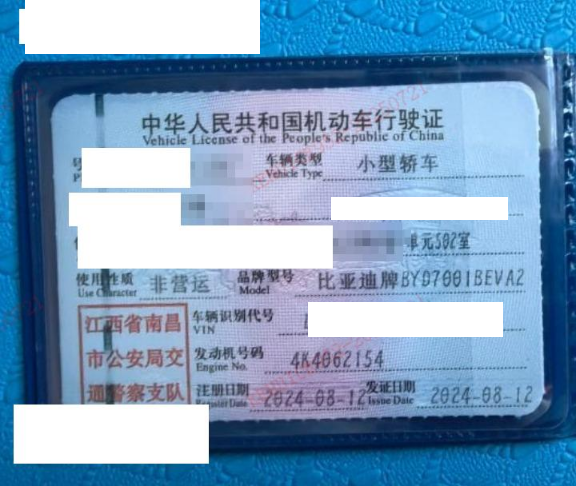 中华人民共和国机动车行驶证
Vehicle License of the People's Republic of China
号
车辆类型 小型轿车
Vehicle Type
单元502室
使用性质 非营运 品牌型号 比亚迪牌BYD7001BEVA2
Use Character Model
江西省南昌
市公安局交
通警察支队
车辆识别代号
VIN
发动机号码 4K4062154
Engine No.
注册日期 2024-08-12 发证日期 2024-08-12
Register Date Issue Date